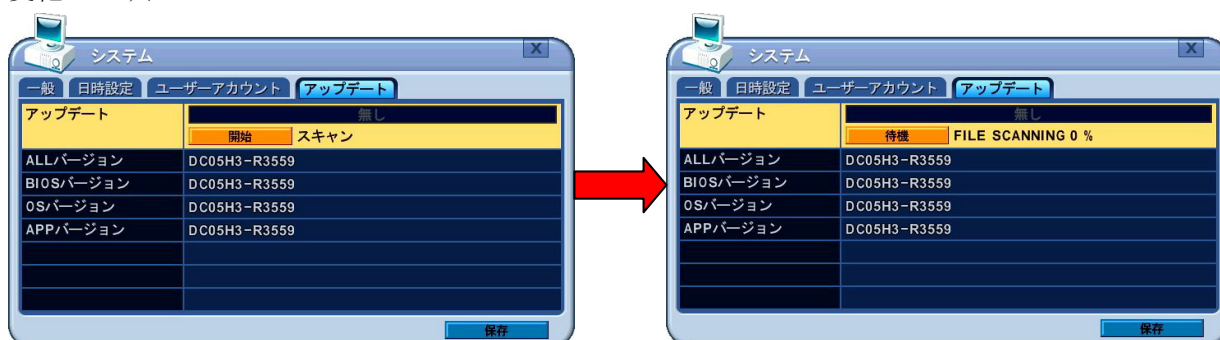 システム X
一般 日時設定 ユーザーアカウント アップデート
アップデート 無し
開始 スキャン
ALLバージョン DC05H3-R3559
BIOSバージョン DC05H3-R3559
OSバージョン DC05H3-R3559
APPバージョン DC05H3-R3559
保存
システム X
一般 日時設定 ユーザーアカウント アップデート
アップデート 無し
待機 FILE SCANNING 0 %
ALLバージョン DC05H3-R3559
BIOSバージョン DC05H3-R3559
OSバージョン DC05H3-R3559
APPバージョン DC05H3-R3559
保存